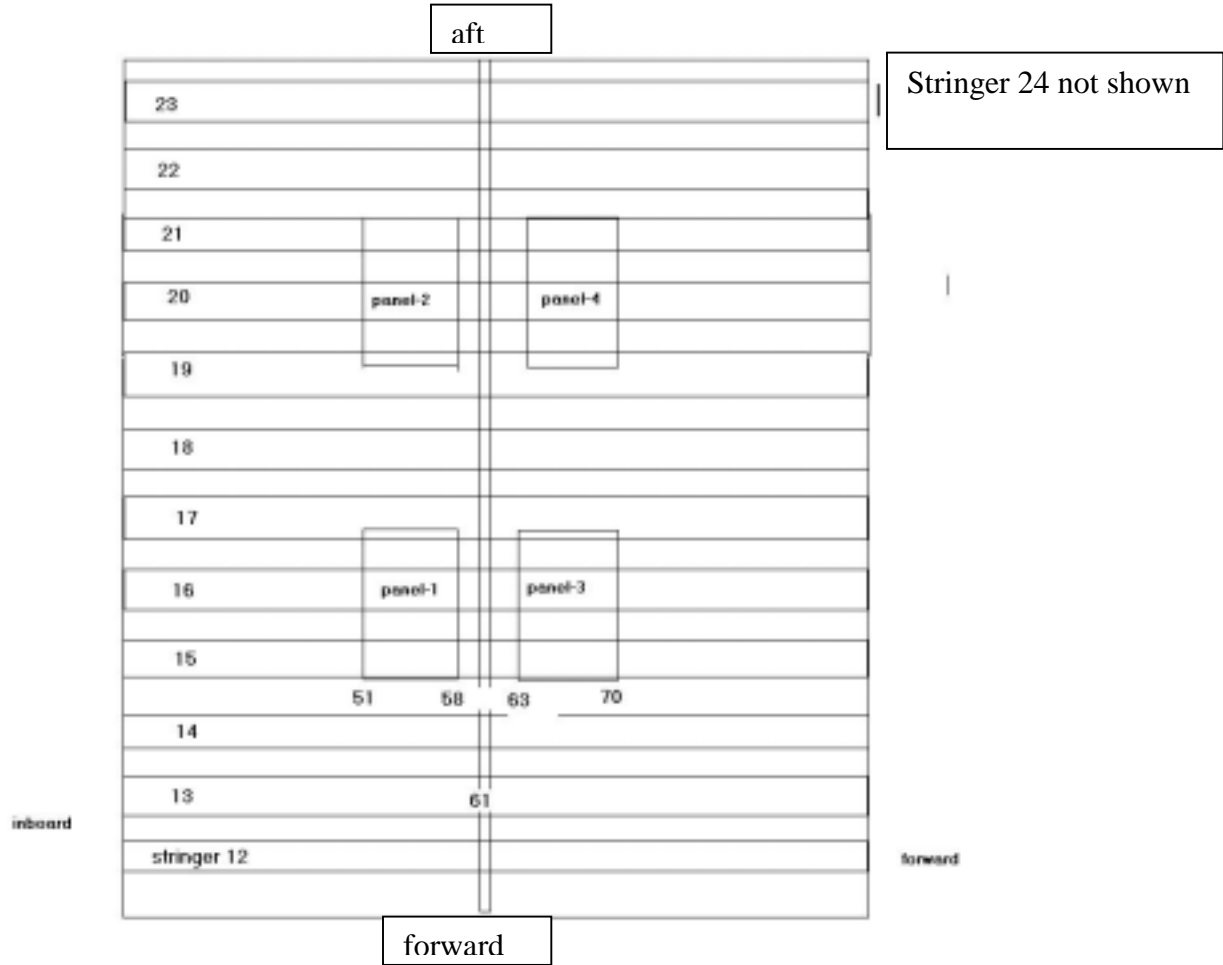 aft
Stringer 24 not shown
23
22
21
20
panel-2
panel-4
19
18
17
16
panel-1
panel-3
15
51
58
63
70
14
13
61
inboard
stringer 12
forward
forward